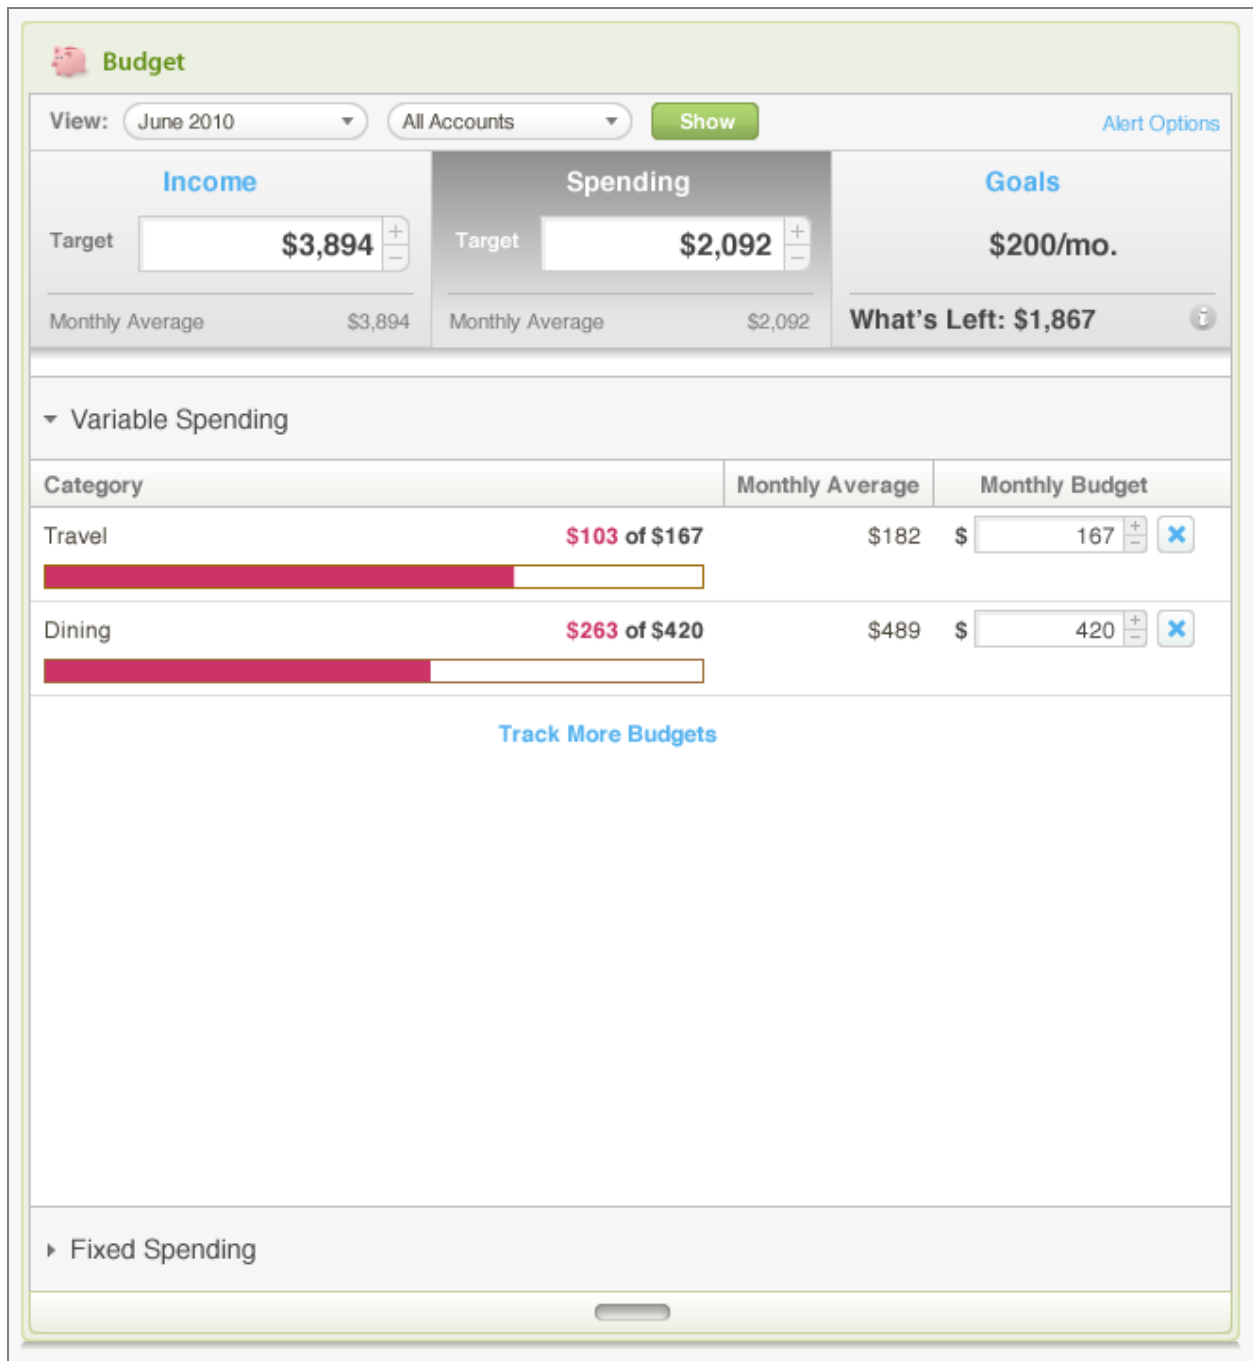 Budget
View: June 2010 All Accounts Show Alert Options
Income Spending Goals
Target $3,894 + − Target $2,092 + − $200/mo.
Monthly Average $3,894 Monthly Average $2,092 What's Left: $1,867 i
Variable Spending
Category Monthly Average Monthly Budget
Travel $103 of $167 $182 $ 167 + −
Dining $263 of $420 $489 $ 420 + −
Track More Budgets
Fixed Spending